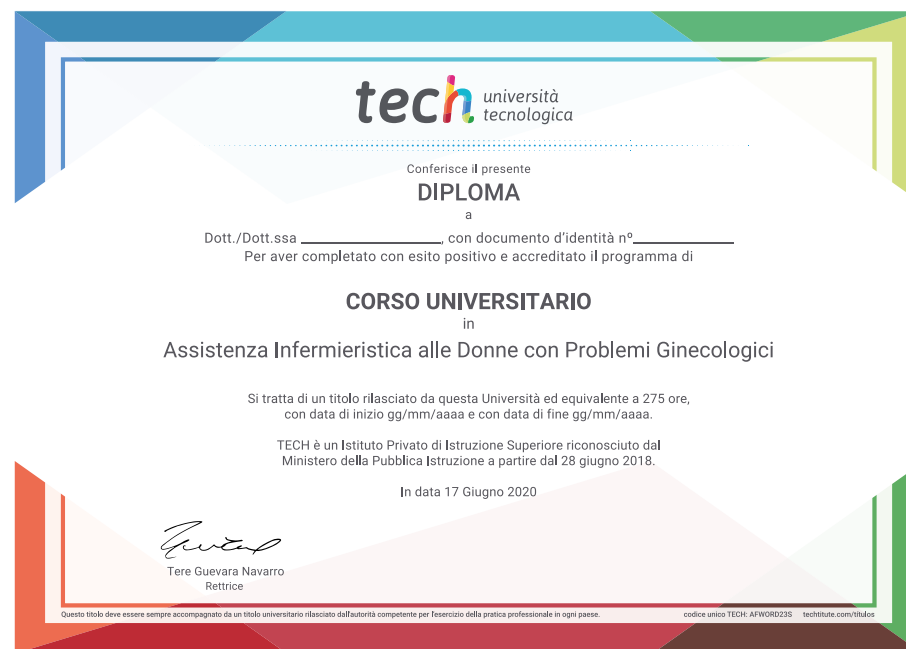 tech università
tecnologica
Conferisce il presente
DIPLOMA
a
Dott./Dott.ssa ____________________, con documento d'identità nº______________
Per aver completato con esito positivo e accreditato il programma di
CORSO UNIVERSITARIO
in
Assistenza Infermieristica alle Donne con Problemi Ginecologici
Si tratta di un titolo rilasciato da questa Università ed equivalente a 275 ore,
con data di inizio gg/mm/aaaa e con data di fine gg/mm/aaaa.
TECH è un Istituto Privato di Istruzione Superiore riconosciuto dal
Ministero della Pubblica Istruzione a partire dal 28 giugno 2018.
In data 17 Giugno 2020
Tere Guevara Navarro
Rettrice
Questo titolo deve essere sempre accompagnato da un titolo universitario rilasciato dall'autorità competente per l'esercizio della pratica professionale in ogni paese. codice unico TECH: AFWORD23S techtitute.com/títulos